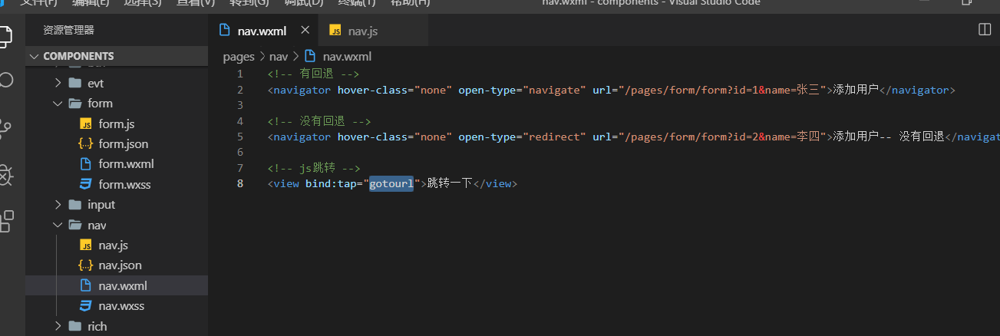 文件(F) 编辑(E) 选择(S) 查看(V) 转到(G) 调试(D) 终端(T) 帮助(H) nav.wxml - components - Visual Studio Code
资源管理器
nav.wxml
nav.js
COMPONENTS
pages > nav > nav.wxml
evt
form
form.js
form.json
form.wxml
form.wxss
input
nav
nav.js
nav.json
nav.wxml
nav.wxss
rich
1 <!-- 有回退 -->
2 <navigator hover-class="none" open-type="navigate" url="/pages/form/form?id=1&name=张三">添加用户</navigator>
3
4 <!-- 没有回退 -->
5 <navigator hover-class="none" open-type="redirect" url="/pages/form/form?id=2&name=李四">添加用户-- 没有回退</navigat
6
7 <!-- js跳转 -->
8 <view bind:tap="gotourl">跳转一下</view>